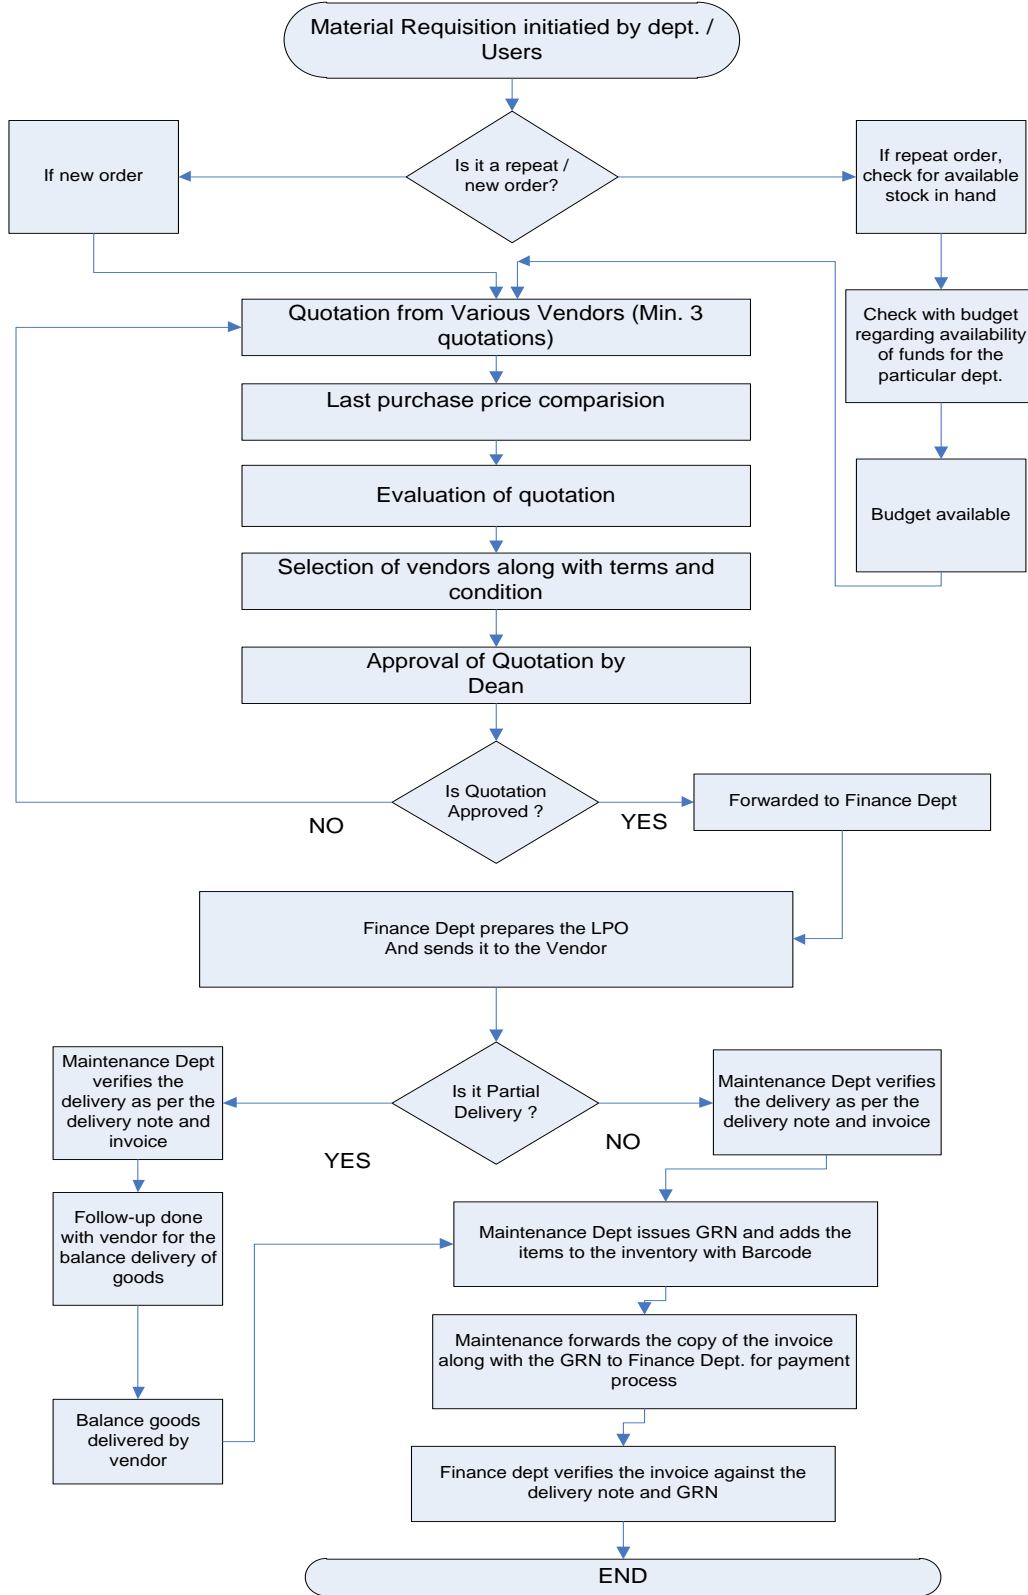 Material Requisition initiatied by dept. /
Users
Is it a repeat /
new order?
If new order
If repeat order,
check for available
stock in hand
Quotation from Various Vendors (Min. 3
quotations)
Check with budget
regarding availability
of funds for the
particular dept.
Last purchase price comparision
Evaluation of quotation
Budget available
Selection of vendors along with terms and
condition
Approval of Quotation by
Dean
Is Quotation
Approved ?
NO
YES
Forwarded to Finance Dept
Finance Dept prepares the LPO
And sends it to the Vendor
Is it Partial
Delivery ?
YES
NO
Maintenance Dept
verifies the
delivery as per the
delivery note and
invoice
Maintenance Dept verifies
the delivery as per the
delivery note and invoice
Follow-up done
with vendor for the
balance delivery of
goods
Maintenance Dept issues GRN and adds the
items to the inventory with Barcode
Maintenance forwards the copy of the invoice
along with the GRN to Finance Dept. for payment
process
Balance goods
delivered by
vendor
Finance dept verifies the invoice against the
delivery note and GRN
END